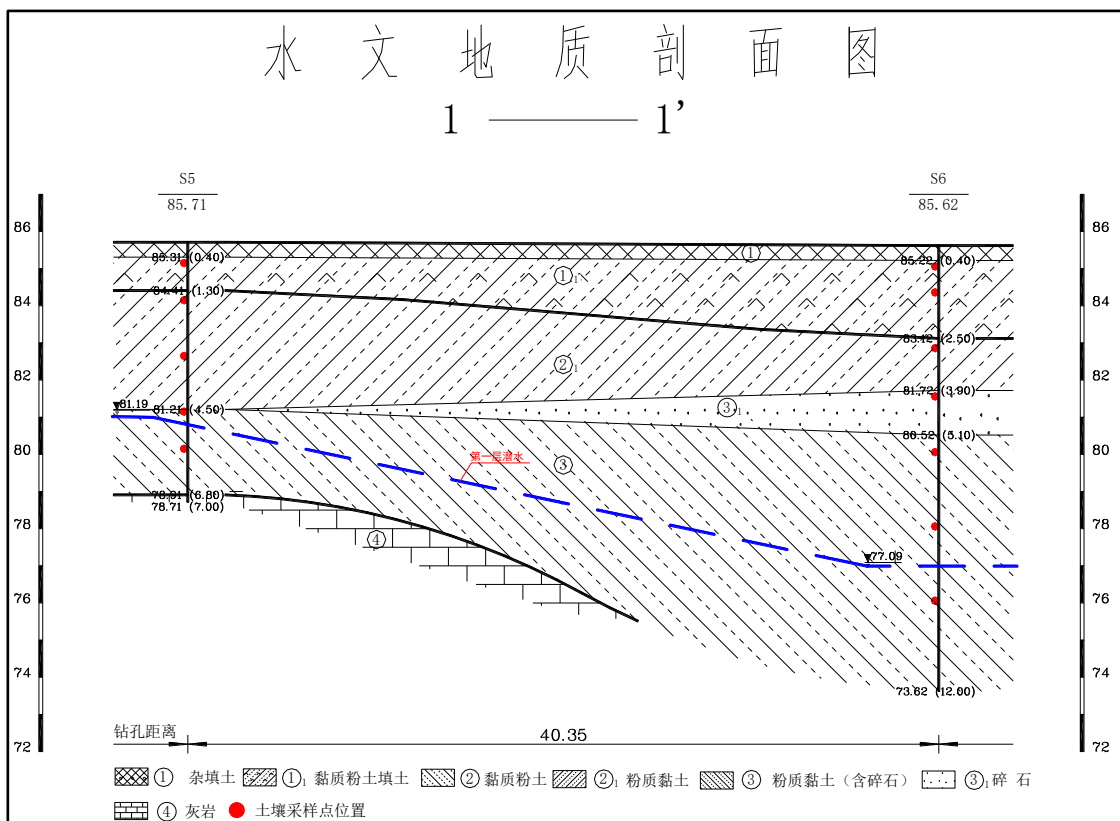 水文地质剖面图
1 —— 1’
S5 S6
85.71 85.62
86 86
85.31 (0.40) ① 85.22 (0.40)
①₁
84 84.41 (1.30) 84
83.12 (2.50)
②₁
82 82
81.72 (3.90)
81.19 81.21 (4.50) ③₁
80.52 (5.10)
80 第一层潜水 ③ 80
78.91 (6.80)
78.71 (7.00)
78 78
④
77.09
76 76
74 74
73.62 (12.00)
钻孔距离 40.35
72 72
① 杂填土 ①₁ 黏质粉土填土 ② 黏质粉土 ②₁ 粉质黏土 ③ 粉质黏土（含碎石） ③₁ 碎 石
④ 灰岩 土壤采样点位置